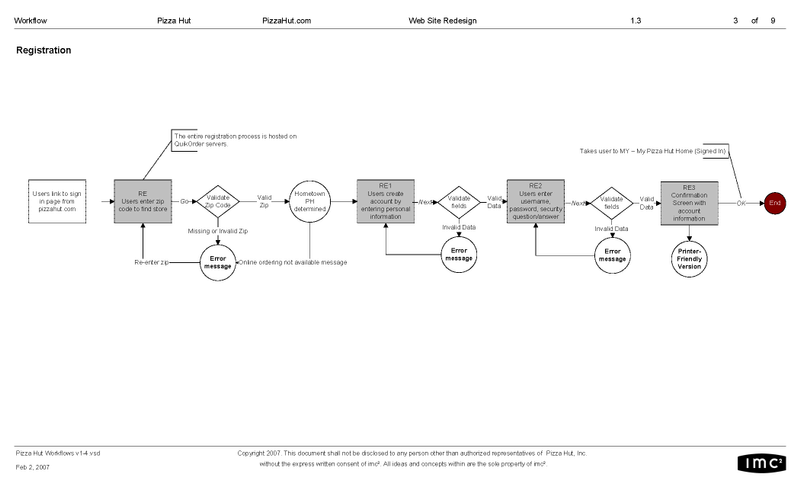 Workflow Pizza Hut PizzaHut.com Web Site Redesign 1.3 3 of 9
Registration
The entire registration process is hosted on
QuikOrder servers.
Takes user to MY – My Pizza Hut Home (Signed In)
Users link to sign
in page from
pizzahut.com
RE
Users enter zip
code to find store
Go
Validate
Zip Code
Valid
Zip
Hometown
PH
determined
RE1
Users create
account by
entering personal
information
Next
Validate
fields
Valid
Data
RE2
Users enter
username,
password, security
question/answer
Next
Validate
fields
Valid
Data
RE3
Confirmation
Screen with
account
information
OK
End
Missing or Invalid Zip
Invalid Data
Invalid Data
Re-enter zip
Error
message
Online ordering not available message
Error
message
Error
message
Printer-
Friendly
Version
Pizza Hut Workflows v1-4.vsd
Feb 2, 2007
Copyright 2007. This document shall not be disclosed to any person other than authorized representatives of Pizza Hut, Inc.
without the express written consent of imc². All ideas and concepts within are the sole property of imc².
imc²